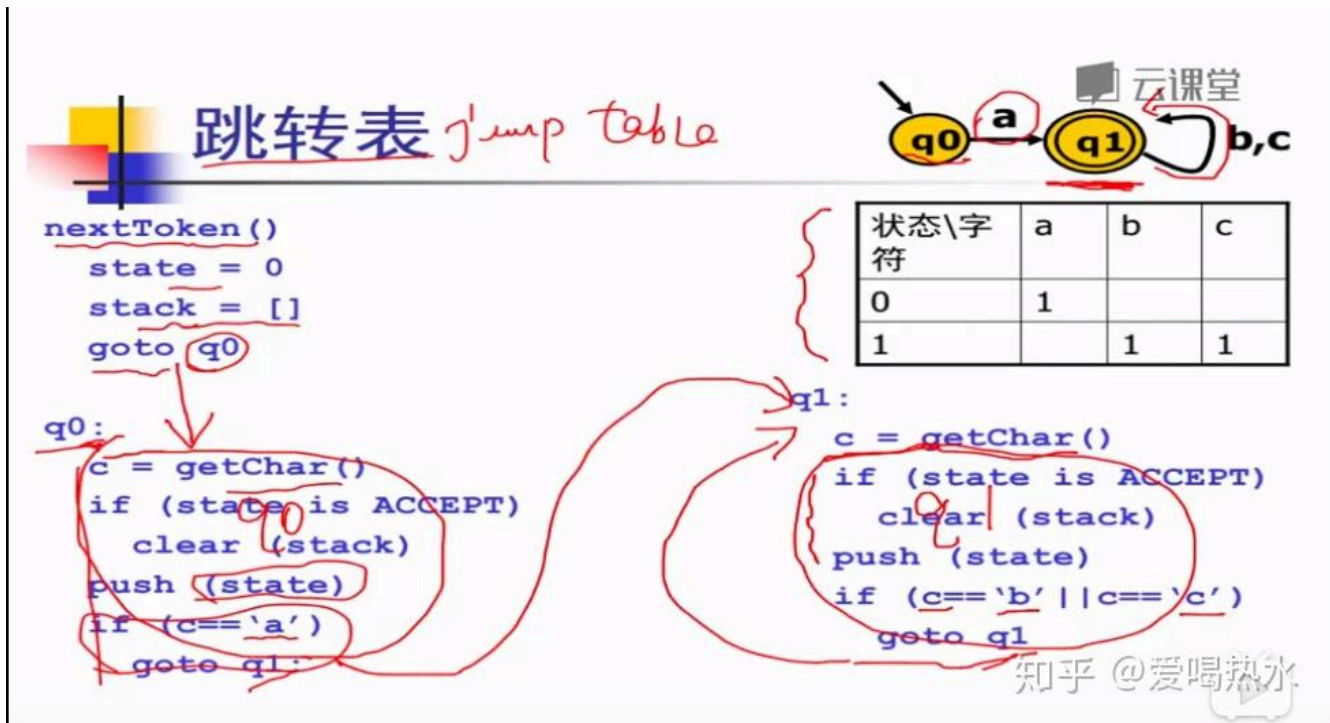 云课堂
跳转表 jump table
q0 a q1 b,c
nextToken()
state = 0
stack = []
goto q0
状态\字符 a b c
0 1
1 1 1
q0:
c = getChar()
if (state is ACCEPT)
clear (stack)
push (state)
if (c==‘a’)
goto q1:
q0
q1:
c = getChar()
if (state is ACCEPT)
clear (stack)
push (state)
if (c==‘b’||c==‘c’)
goto q1
q1
知乎 @爱喝热水